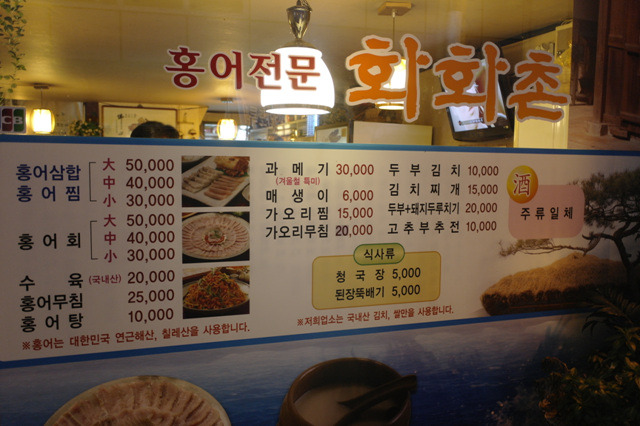 홍어전문 화화촌
홍어삼합
홍어찜
大 50,000
中 40,000
小 30,000
홍어회
大 50,000
中 40,000
小 30,000
수육 (국내산) 20,000
홍어무침 25,000
홍어탕 10,000
※홍어는 대한민국 연근해산, 칠레산을 사용합니다.
과메기 30,000
(겨울철 특미)
매생이 6,000
가오리찜 15,000
가오리무침 20,000
두부김치 10,000
김치찌개 15,000
두부+돼지두루치기 20,000
고추부추전 10,000
식사류
청국장 5,000
된장뚝배기 5,000
※저희업소는 국내산 김치, 쌀만을 사용합니다.
酒
주류일체